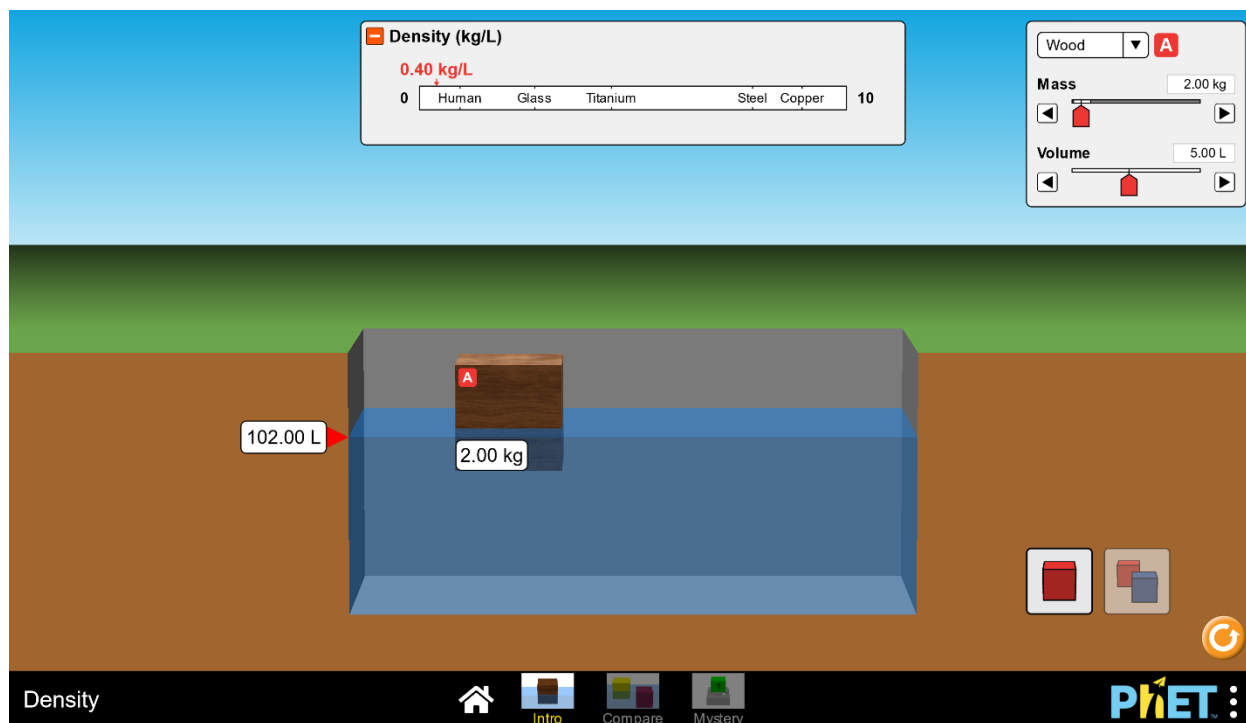 Density (kg/L)
0.40 kg/L
0 Human Glass Titanium Steel Copper 10
Wood A
Mass 2.00 kg
Volume 5.00 L
A
102.00 L
2.00 kg
Density
Intro Compare Mystery
PhET